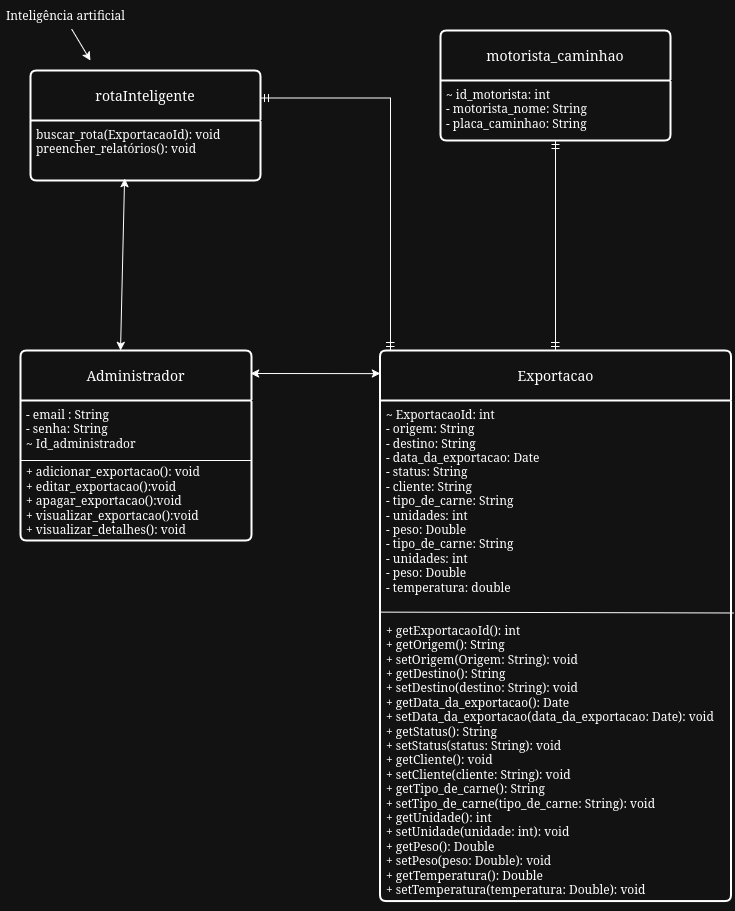 Inteligência artificial
rotaInteligente
buscar_rota(ExportacaoId): void
preencher_relatórios(): void
motorista_caminhao
~ id_motorista: int
- motorista_nome: String
- placa_caminhao: String
Administrador
- email : String
- senha: String
~ Id_administrador
+ adicionar_exportacao(): void
+ editar_exportacao():void
+ apagar_exportacao():void
+ visualizar_exportacao():void
+ visualizar_detalhes(): void
Exportacao
~ ExportacaoId: int
- origem: String
- destino: String
- data_da_exportacao: Date
- status: String
- cliente: String
- tipo_de_carne: String
- unidades: int
- peso: Double
- tipo_de_carne: String
- unidades: int
- peso: Double
- temperatura: double
+ getExportacaoId(): int
+ getOrigem(): String
+ setOrigem(Origem: String): void
+ getDestino(): String
+ setDestino(destino: String): void
+ getData_da_exportacao(): Date
+ setData_da_exportacao(data_da_exportacao: Date): void
+ getStatus(): String
+ setStatus(status: String): void
+ getCliente(): void
+ setCliente(cliente: String): void
+ getTipo_de_carne(): String
+ setTipo_de_carne(tipo_de_carne: String): void
+ getUnidade(): int
+ setUnidade(unidade: int): void
+ getPeso(): Double
+ setPeso(peso: Double): void
+ getTemperatura(): Double
+ setTemperatura(temperatura: Double): void